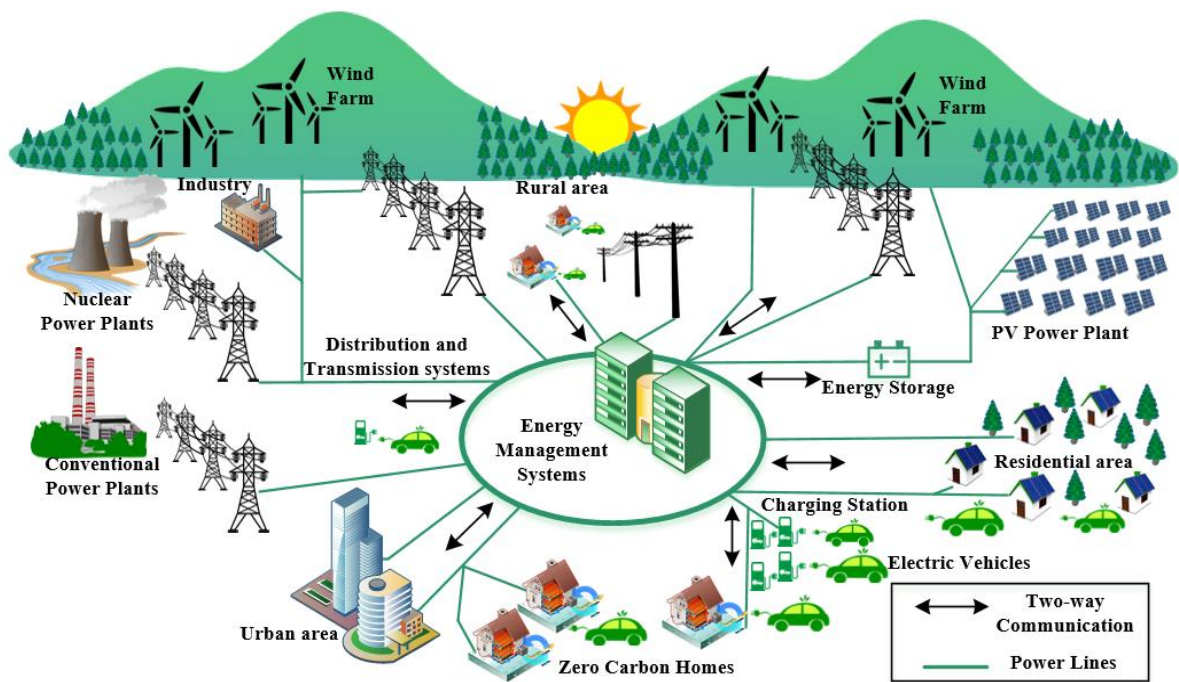 Wind
Farm
Wind
Farm
Industry
Rural area
Nuclear
Power Plants
PV Power Plant
Distribution and
Transmission systems
Energy Storage
Energy
Management
Systems
Conventional
Power Plants
Residential area
Charging Station
Electric Vehicles
Urban area
Zero Carbon Homes
Two-way
Communication
Power Lines